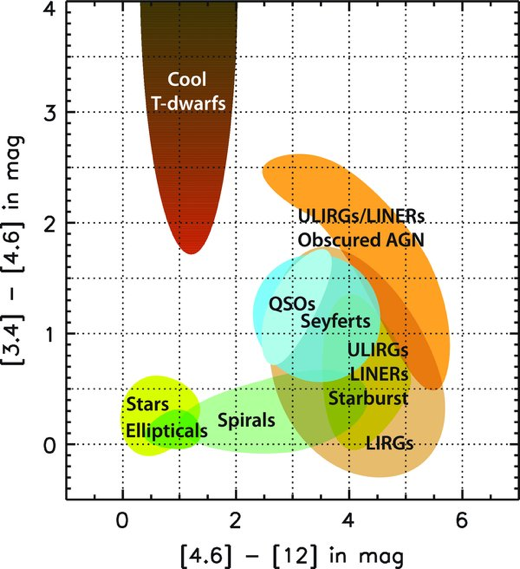 4
3
2
1
0
[3.4] − [4.6] in mag
Cool
T-dwarfs
ULIRGs/LINERs
Obscured AGN
QSOs
Seyferts
ULIRGs
LINERs
Starburst
LIRGs
Stars
Ellipticals
Spirals
0 2 4 6
[4.6] − [12] in mag